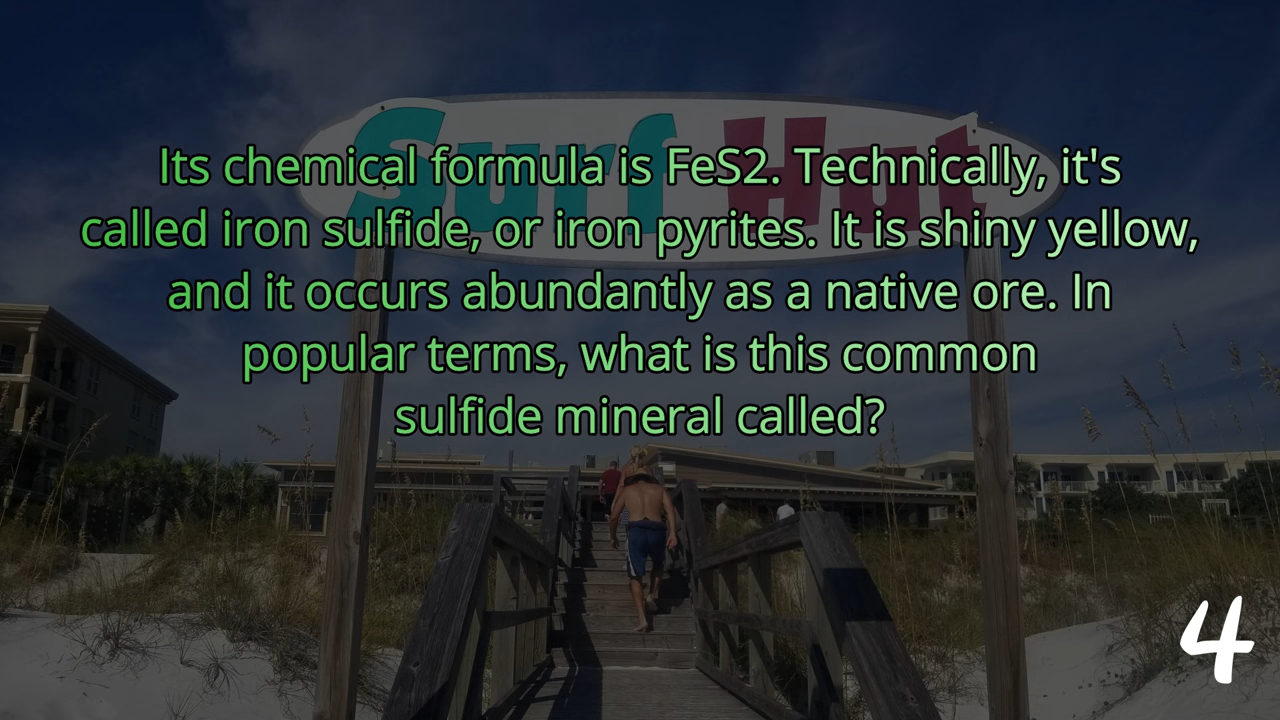 Surf Hut
Its chemical formula is FeS2. Technically, it's
called iron sulfide, or iron pyrites. It is shiny yellow,
and it occurs abundantly as a native ore. In
popular terms, what is this common
sulfide mineral called?
4